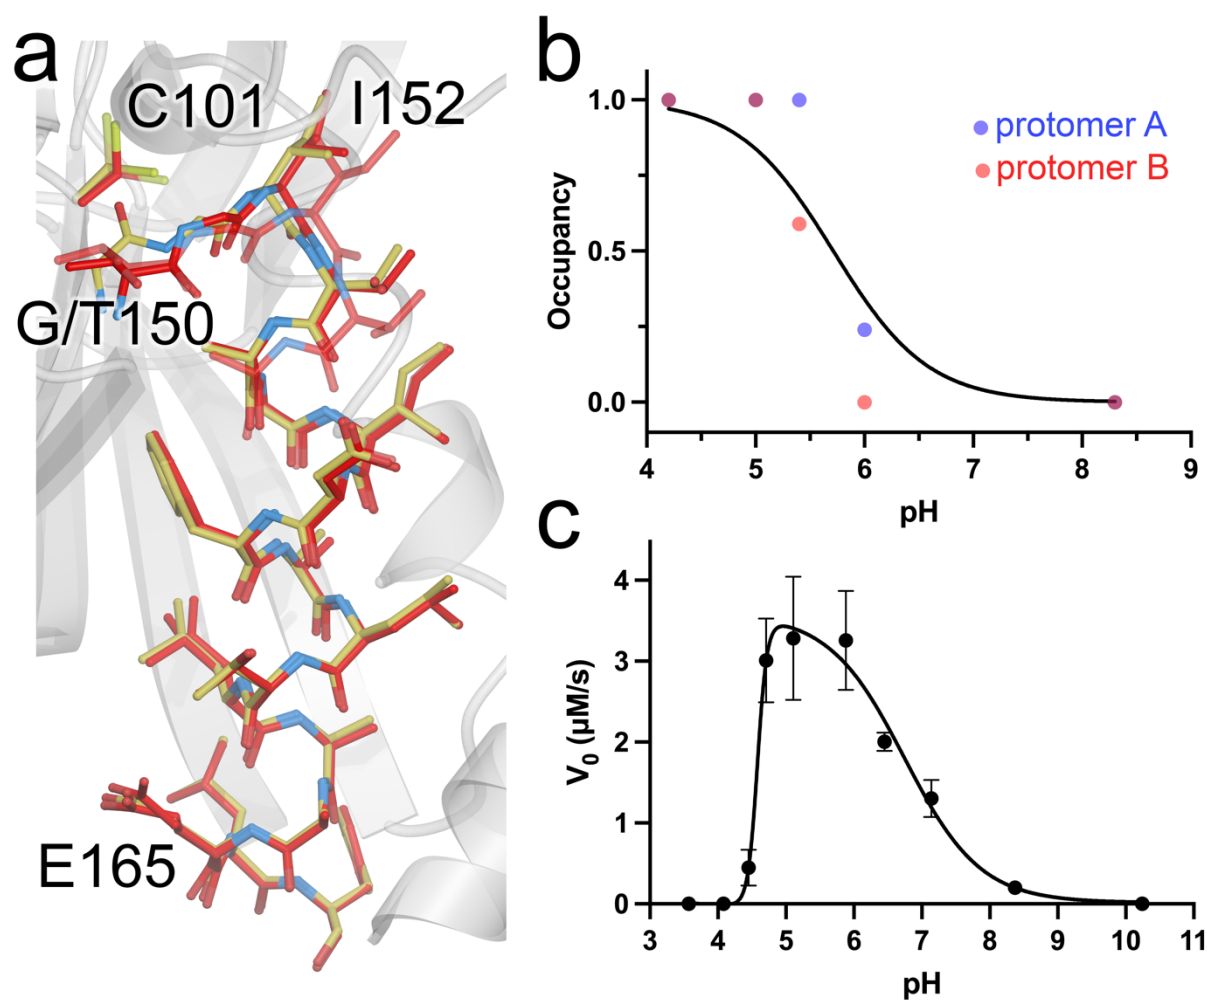 a
C101
I152
G/T150
E165
b
1.0
0.5
0.0
Occupancy
protomer A
protomer B
4 5 6 7 8 9
pH
c
4
3
2
1
0
V0 (μM/s)
3 4 5 6 7 8 9 10 11
pH